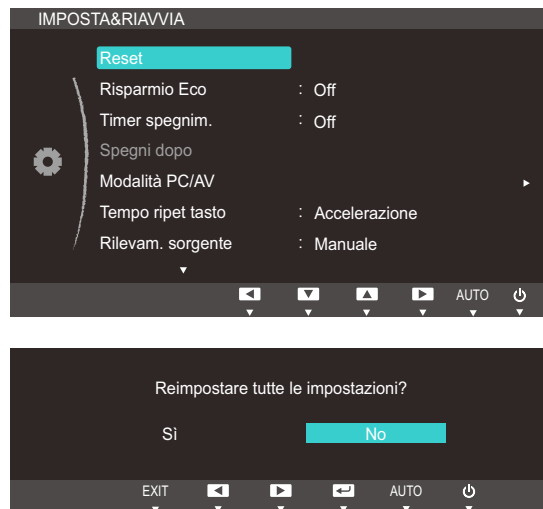 IMPOSTA&RIAVVIA
Reset
Risparmio Eco : Off
Timer spegnim. : Off
Spegni dopo
Modalità PC/AV
Tempo ripet tasto : Accelerazione
Rilevam. sorgente : Manuale
AUTO
Reimpostare tutte le impostazioni?
Sì No
EXIT AUTO